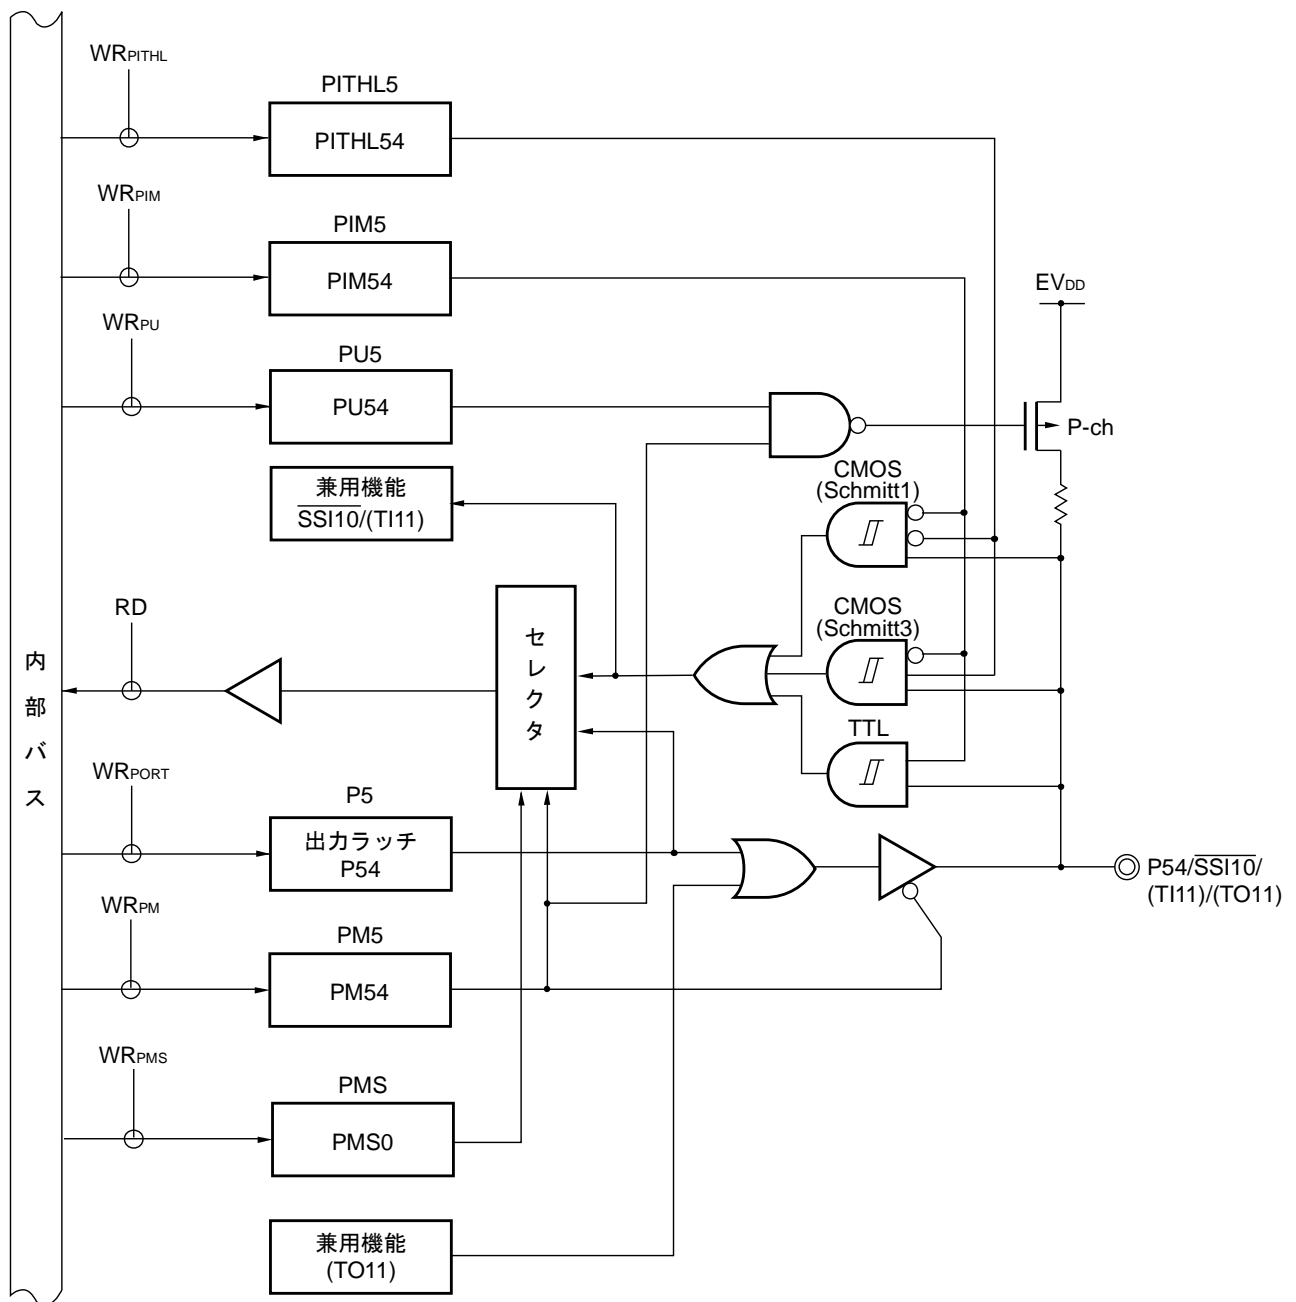 WRPITHL
PITHL5
PITHL54
WRPIM
PIM5
PIM54
EVDD
WRPU
PU5
PU54
P-ch
CMOS
(Schmitt1)
兼用機能
SSI10/(TI11)
RD
セレクタ
CMOS
(Schmitt3)
内部バス
TTL
WRPORT
P5
出力ラッチ
P54
P54/SSI10/
(TI11)/(TO11)
WRPM
PM5
PM54
WRPMS
PMS
PMS0
兼用機能
(TO11)